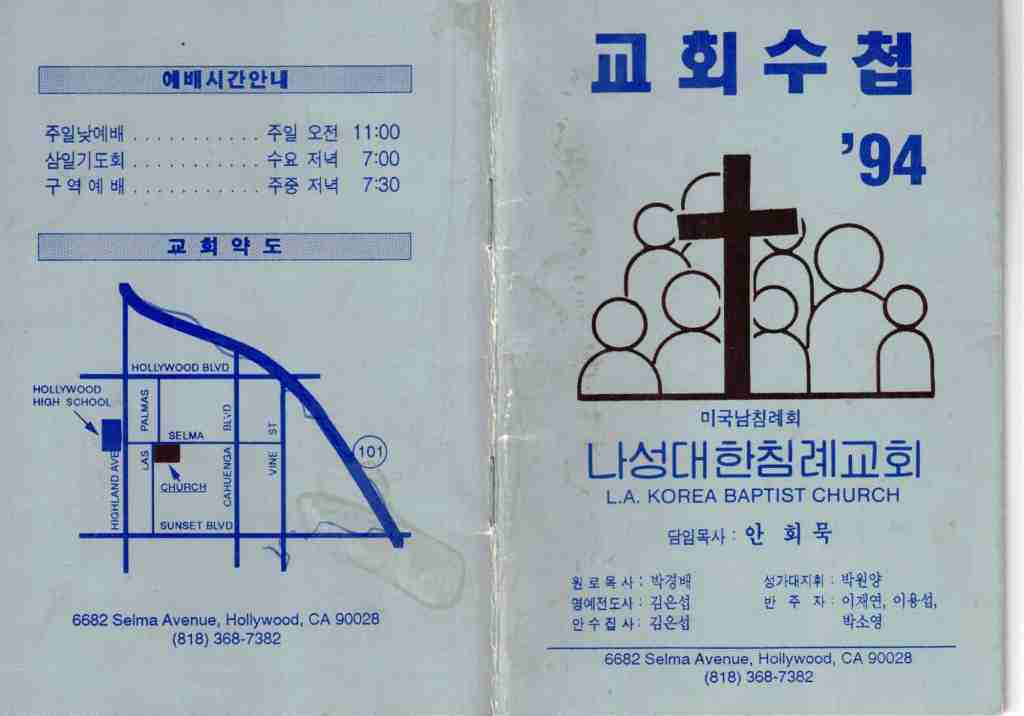 예배시간안내
주일낮예배 . . . . . . . . . . . . 주일 오전 11:00
삼일기도회 . . . . . . . . . . . . 수요 저녁 7:00
구 역 예 배 . . . . . . . . . . . . 주중 저녁 7:30
교 회 약 도
HOLLYWOOD BLVD
HOLLYWOOD
HIGH SCHOOL
HIGHLAND AVE
LAS PALMAS
SELMA
CHURCH
CAHUENGA BLVD
VINE ST
101
SUNSET BLVD
6682 Selma Avenue, Hollywood, CA 90028
(818) 368-7382
교회수첩
'94
미국남침례회
나성대한침례교회
L.A. KOREA BAPTIST CHURCH
담임목사 : 안 회 묵
원로목사 : 박경배
명예전도사 : 김은섭
안수집사 : 김은섭
성가대지휘 : 박원양
반 주 자 : 이재연, 이용섭,
박소영
6682 Selma Avenue, Hollywood, CA 90028
(818) 368-7382